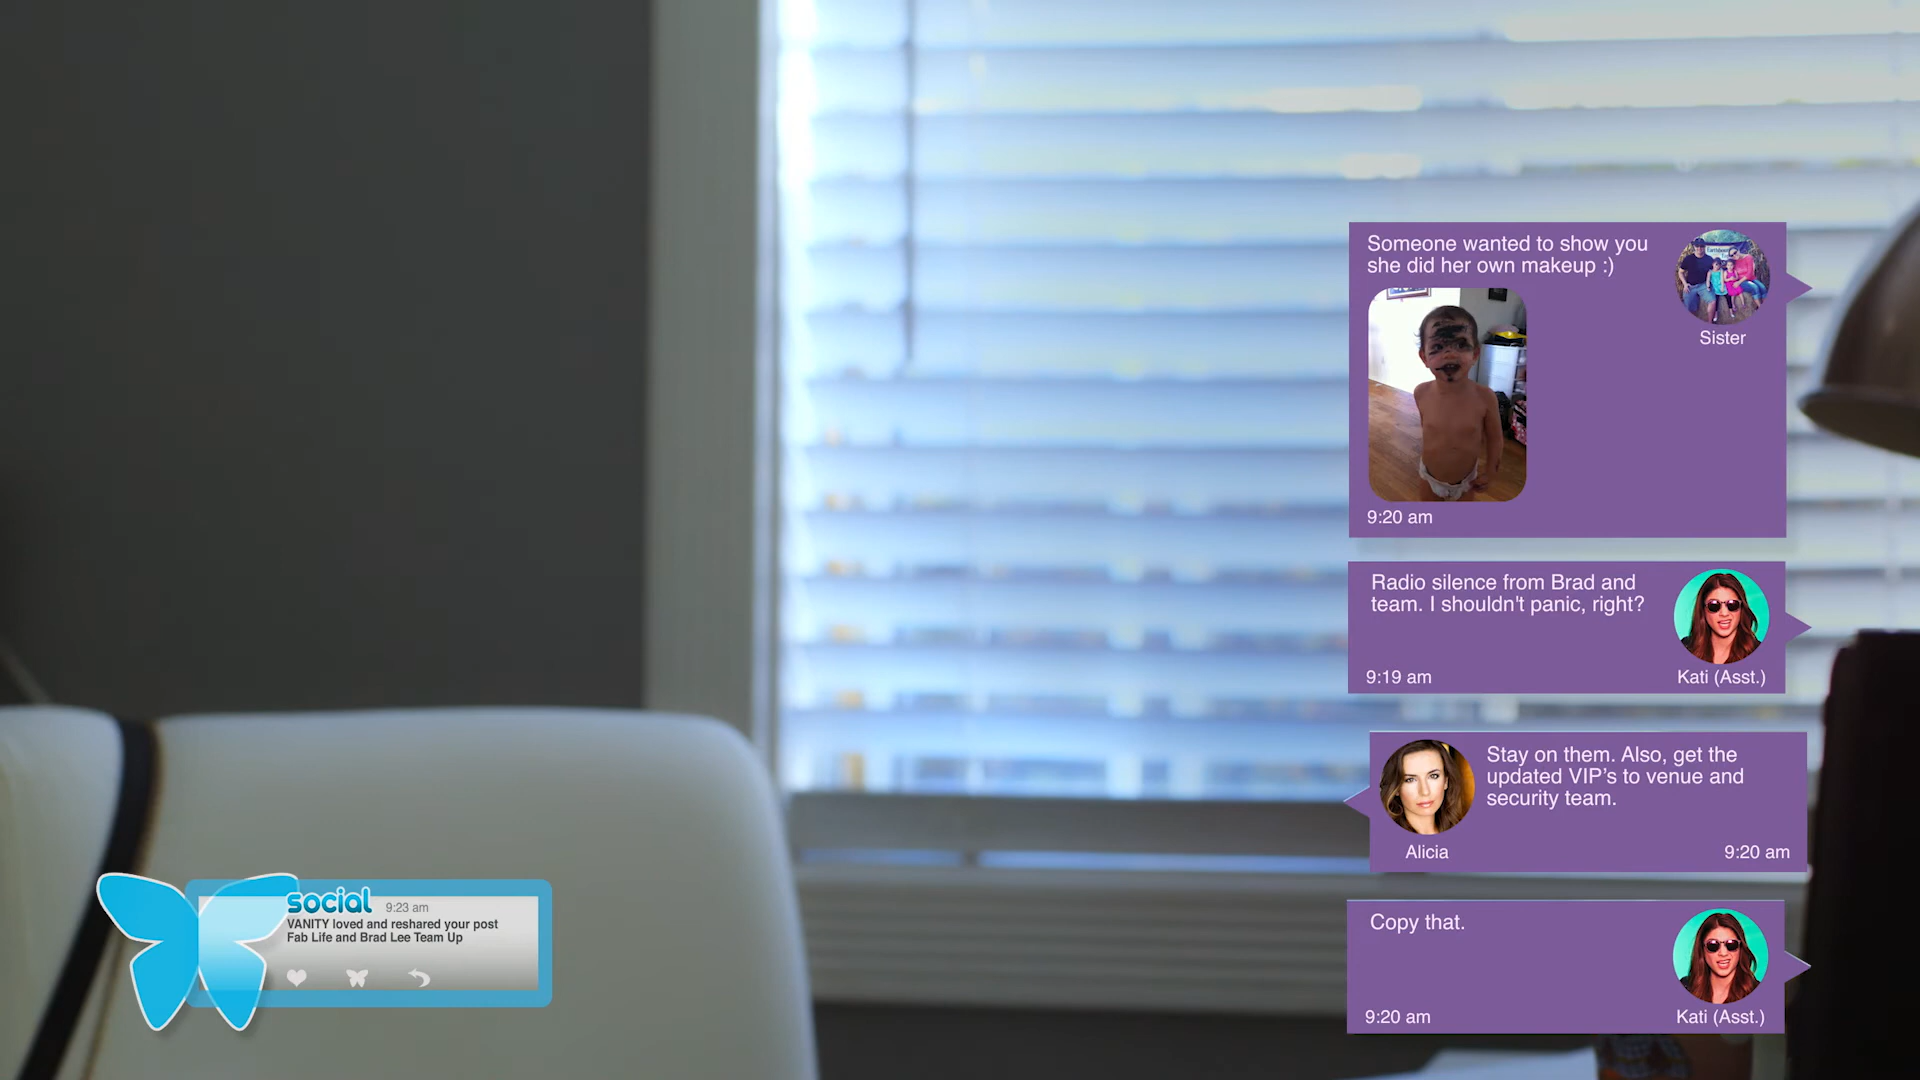 Someone wanted to show you
she did her own makeup :)
Sister
9:20 am
Radio silence from Brad and
team. I shouldn't panic, right?
9:19 am
Kati (Asst.)
Stay on them. Also, get the
updated VIP’s to venue and
security team.
Alicia
9:20 am
Copy that.
9:20 am
Kati (Asst.)
social 9:23 am
VANITY loved and reshared your post
Fab Life and Brad Lee Team Up